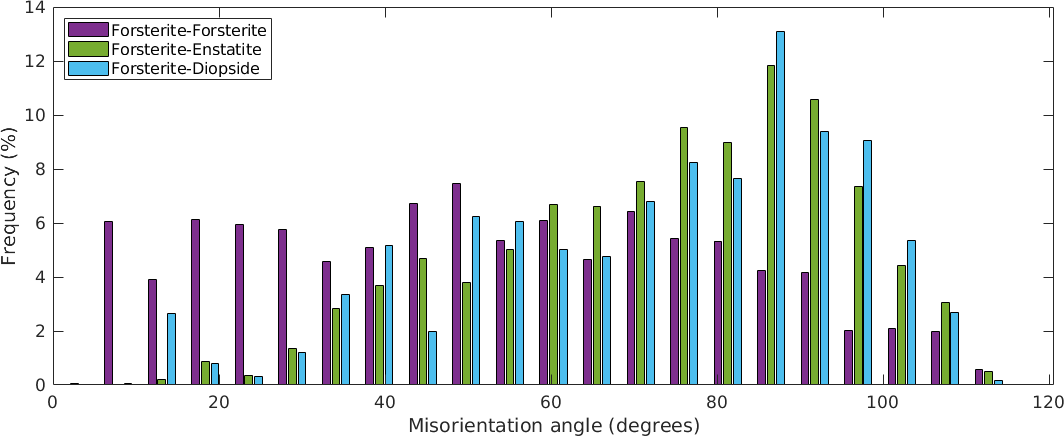 14
12
10
8
6
4
2
0
Frequency (%)
Forsterite-Forsterite
Forsterite-Enstatite
Forsterite-Diopside
0 20 40 60 80 100 120
Misorientation angle (degrees)